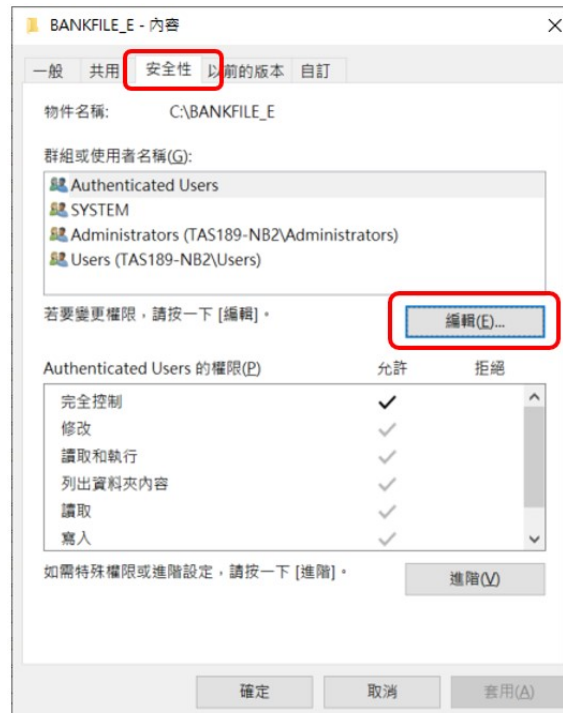 BANKFILE_E - 內容
一般 共用 安全性 以前的版本 自訂
物件名稱: C:\BANKFILE_E
群組或使用者名稱(G):
Authenticated Users
SYSTEM
Administrators (TAS189-NB2\Administrators)
Users (TAS189-NB2\Users)
若要變更權限，請按一下 [編輯]。 編輯(E)...
Authenticated Users 的權限(P) 允許 拒絕
完全控制
修改
讀取和執行
列出資料夾內容
讀取
寫入
如需特殊權限或進階設定，請按一下 [進階]。 進階(V)
確定 取消 套用(A)